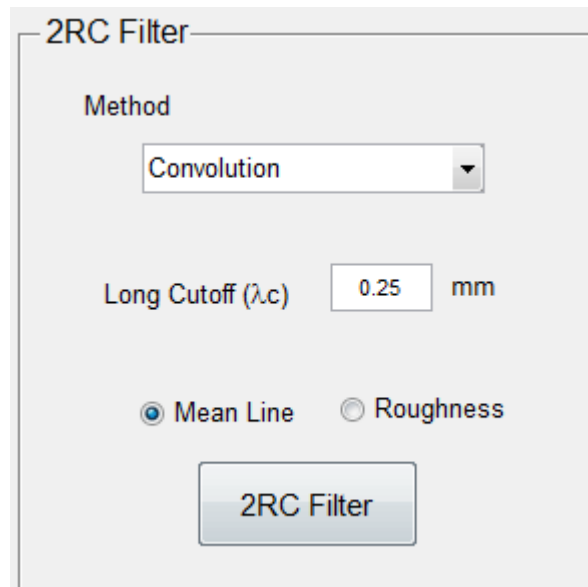 2RC Filter
Method
Convolution
Long Cutoff (λc) 0.25 mm
Mean Line Roughness
2RC Filter